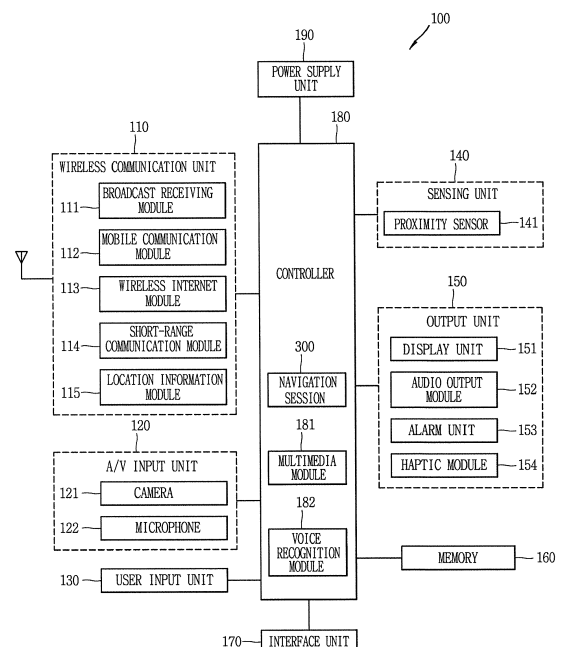 100
190
POWER SUPPLY
UNIT
180
110
WIRELESS COMMUNICATION UNIT
111
BROADCAST RECEIVING
MODULE
112
MOBILE COMMUNICATION
MODULE
113
WIRELESS INTERNET
MODULE
114
SHORT-RANGE
COMMUNICATION MODULE
115
LOCATION INFORMATION
MODULE
120
A/V INPUT UNIT
121
CAMERA
122
MICROPHONE
130
USER INPUT UNIT
CONTROLLER
300
NAVIGATION
SESSION
181
MULTIMEDIA
MODULE
182
VOICE
RECOGNITION
MODULE
140
SENSING UNIT
PROXIMITY SENSOR
141
150
OUTPUT UNIT
DISPLAY UNIT
151
AUDIO OUTPUT
MODULE
152
ALARM UNIT
153
HAPTIC MODULE
154
MEMORY
160
170
INTERFACE UNIT